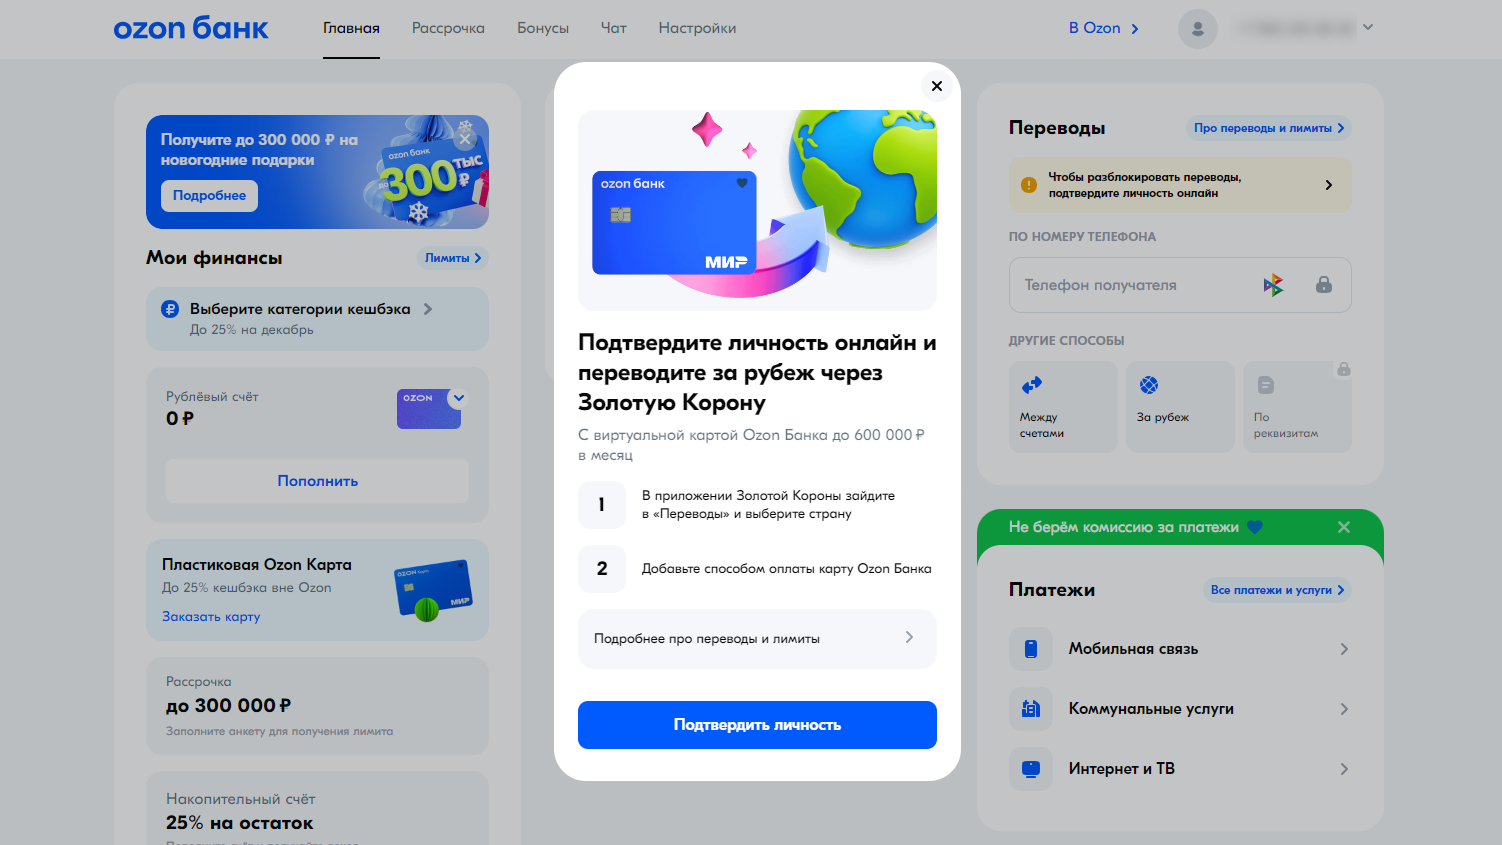 ozon банк
Главная
Рассрочка
Бонусы
Чат
Настройки
В Ozon
Получите до 300 000 ₽ на
новогодние подарки
Подробнее
ozon банк
до 300 ТЫС ₽
Мои финансы
Лимиты
Выберите категории кешбэка
До 25% на декабрь
Рублёвый счёт
0 ₽
OZON
Пополнить
Пластиковая Ozon Карта
До 25% кешбэка вне Ozon
Заказать карту
ozon
МИР
Рассрочка
до 300 000 ₽
Заполните анкету для получения лимита
Накопительный счёт
25% на остаток
ozon банк
МИР
Подтвердите личность онлайн и
переводите за рубеж через
Золотую Корону
С виртуальной картой Ozon Банка до 600 000 ₽
в месяц
1
В приложении Золотой Короны зайдите
в «Переводы» и выберите страну
2
Добавьте способом оплаты карту Ozon Банка
Подробнее про переводы и лимиты
Подтвердить личность
Переводы
Про переводы и лимиты
Чтобы разблокировать переводы,
подтвердите личность онлайн
ПО НОМЕРУ ТЕЛЕФОНА
Телефон получателя
ДРУГИЕ СПОСОБЫ
Между
счетами
За рубеж
По
реквизитам
Не берём комиссию за платежи
Платежи
Все платежи и услуги
Мобильная связь
Коммунальные услуги
Интернет и ТВ